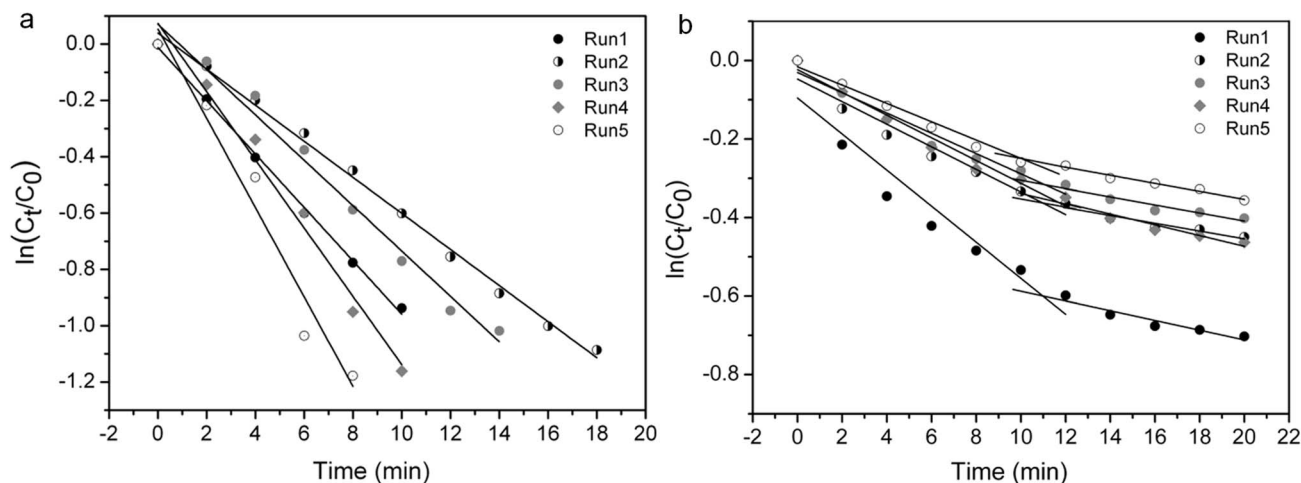 a
0.0
-0.2
-0.4
-0.6
-0.8
-1.0
-1.2
ln(Ct/C0)
-2 0 2 4 6 8 10 12 14 16 18 20
Time (min)
Run1
Run2
Run3
Run4
Run5
b
0.0
-0.2
-0.4
-0.6
-0.8
ln(Ct/C0)
-2 0 2 4 6 8 10 12 14 16 18 20 22
Time (min)
Run1
Run2
Run3
Run4
Run5